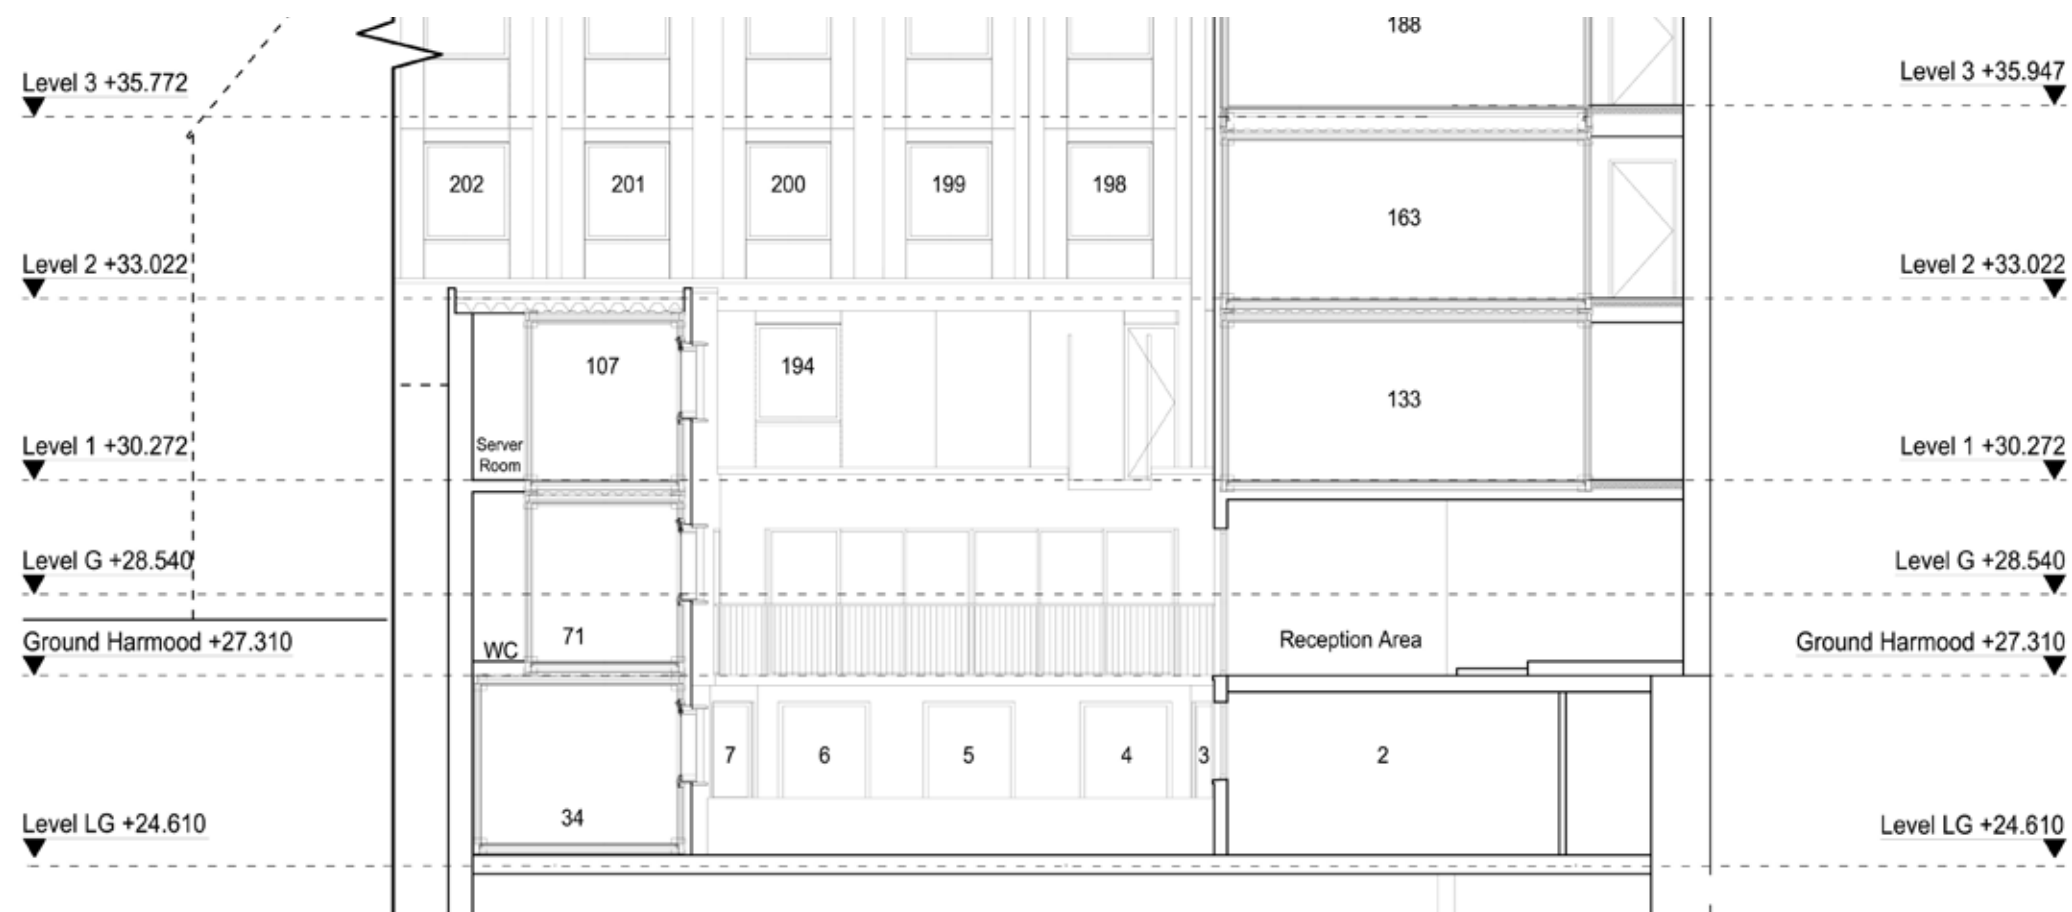 188
Level 3 +35.772
Level 3 +35.947
202
201
200
199
198
163
Level 2 +33.022
Level 2 +33.022
107
194
133
Level 1 +30.272
Server
Room
Level 1 +30.272
Level G +28.540
Level G +28.540
Ground Harmood +27.310
WC
71
Reception Area
Ground Harmood +27.310
7
6
5
4
3
2
34
Level LG +24.610
Level LG +24.610